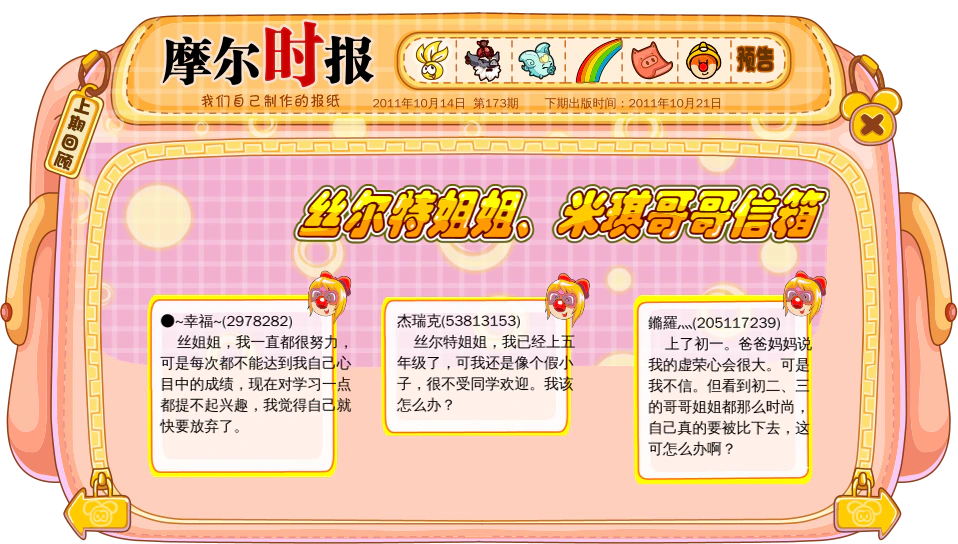 摩尔时报
预告
我们自己制作的报纸
2011年10月14日 第173期 下期出版时间：2011年10月21日
上期回顾
丝尔特姐姐、米琪哥哥信箱
●~幸福~(2978282)
丝姐姐，我一直都很努力，
可是每次都不能达到我自己心
目中的成绩，现在对学习一点
都提不起兴趣，我觉得自己就
快要放弃了。
杰瑞克(53813153)
丝尔特姐姐，我已经上五
年级了，可我还是像个假小
子，很不受同学欢迎。我该
怎么办？
鏅羅灬(205117239)
上了初一。爸爸妈妈说
我的虚荣心会很大。可是
我不信。但看到初二、三
的哥哥姐姐都那么时尚，
自己真的要被比下去，这
可怎么办啊？